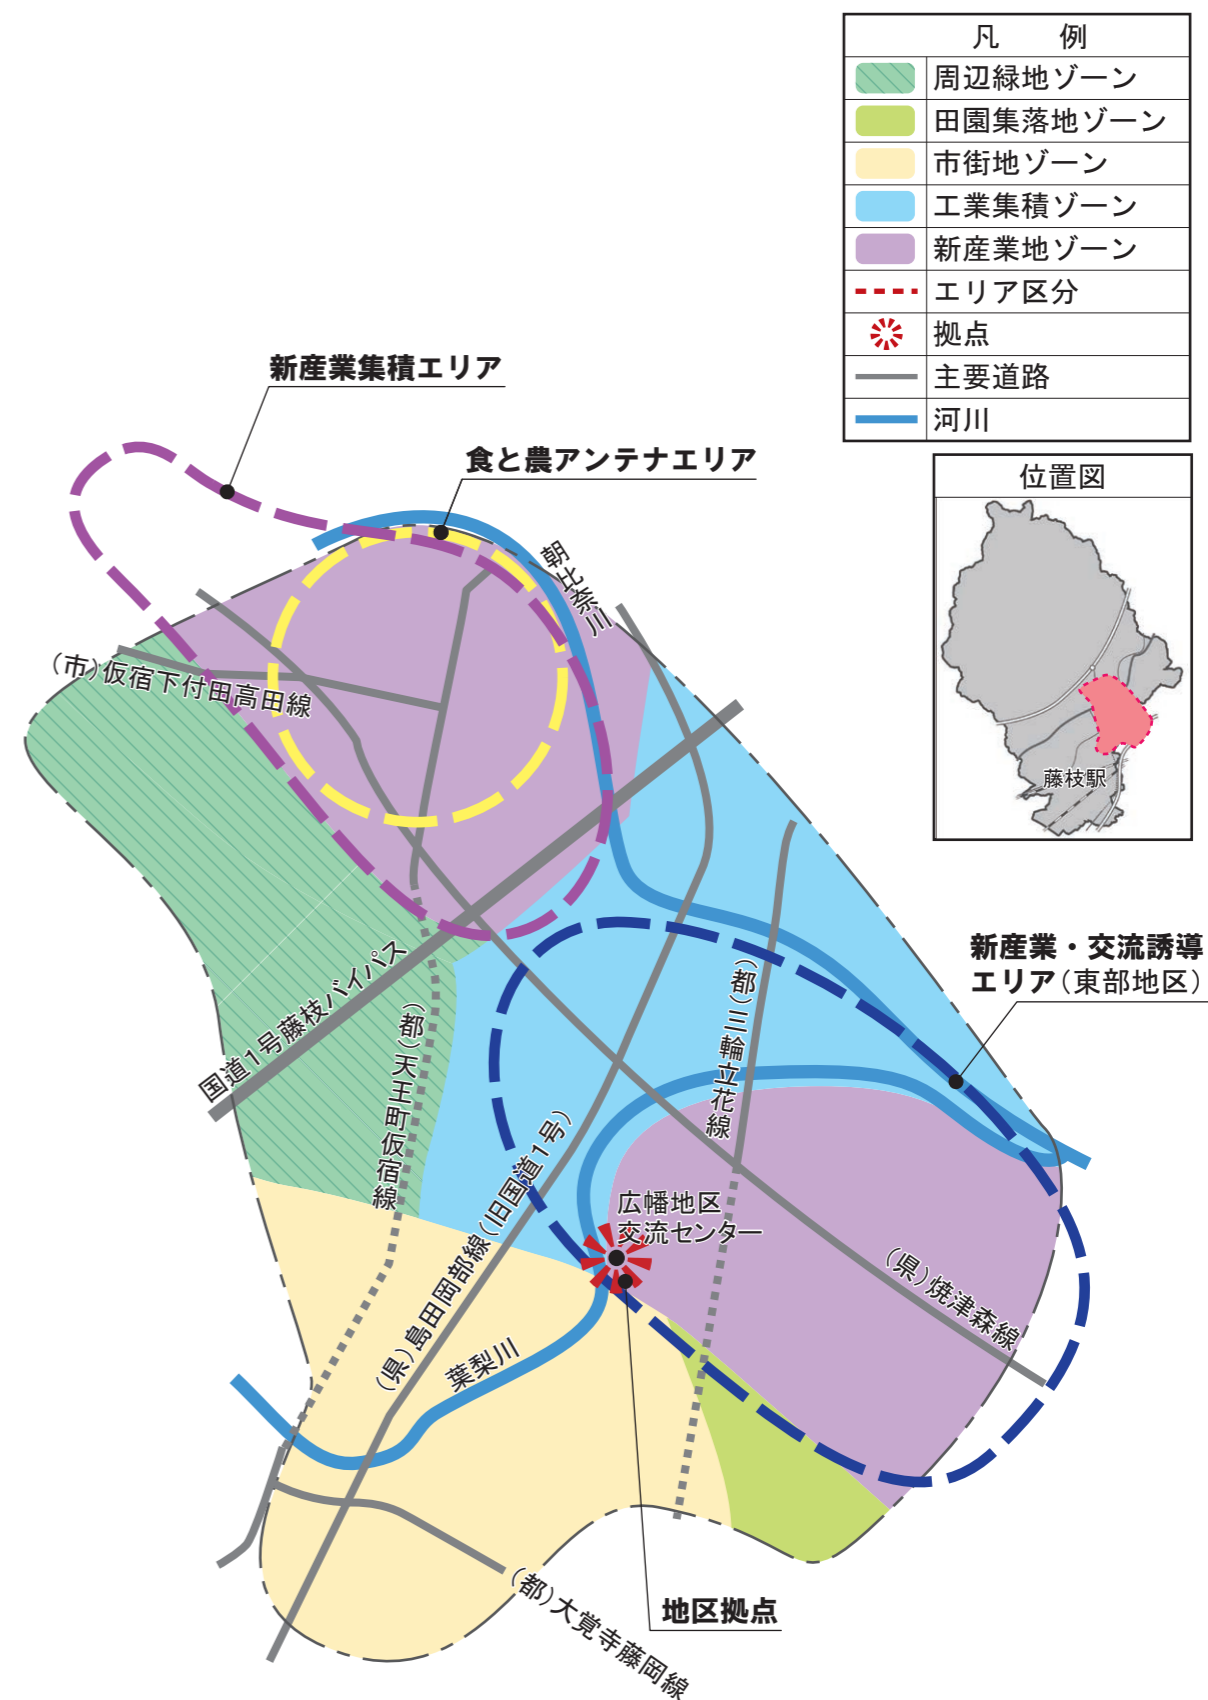 凡　例
周辺緑地ゾーン
田園集落地ゾーン
市街地ゾーン
工業集積ゾーン
新産業地ゾーン
エリア区分
拠点
主要道路
河川
位置図
藤枝駅
新産業集積エリア
食と農アンテナエリア
朝比奈川
(市)仮宿下付田高田線
新産業・交流誘導
エリア(東部地区)
国道1号藤枝バイパス
(都)天王町仮宿線
(都)三輪立花線
(県)島田岡部線(旧国道1号)
広幡地区
交流センター
(県)焼津森線
葉梨川
地区拠点
(都)大覚寺藤岡線